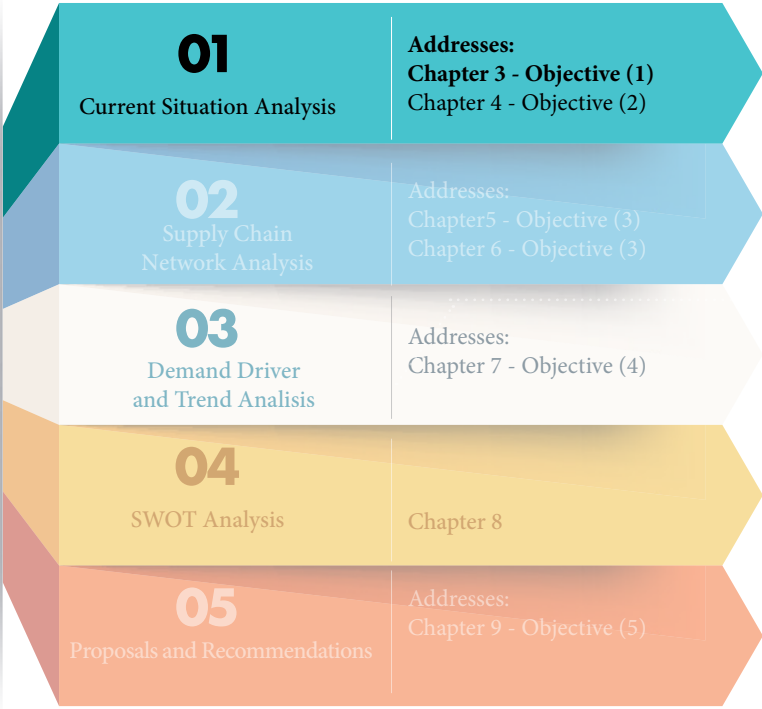 01
Current Situation Analysis
Addresses:
Chapter 3 - Objective (1)
Chapter 4 - Objective (2)
02
Supply Chain
Network Analysis
Addresses:
Chapter5 - Objective (3)
Chapter 6 - Objective (3)
03
Demand Driver
and Trend Analisis
Addresses:
Chapter 7 - Objective (4)
04
SWOT Analysis
Chapter 8
05
Proposals and Recommendations
Addresses:
Chapter 9 - Objective (5)